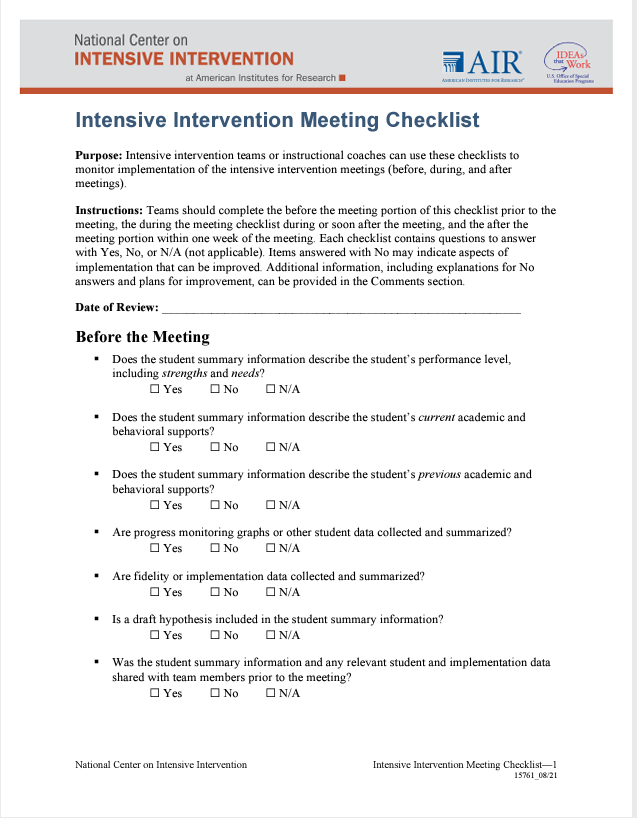 National Center on
INTENSIVE INTERVENTION
at American Institutes for Research ■
AIR®
AMERICAN INSTITUTES FOR RESEARCH®
IDEAs
that Work
U.S. Office of Special
Education Programs
Intensive Intervention Meeting Checklist
Purpose: Intensive intervention teams or instructional coaches can use these checklists to
monitor implementation of the intensive intervention meetings (before, during, and after
meetings).
Instructions: Teams should complete the before the meeting portion of this checklist prior to the
meeting, the during the meeting checklist during or soon after the meeting, and the after the
meeting portion within one week of the meeting. Each checklist contains questions to answer
with Yes, No, or N/A (not applicable). Items answered with No may indicate aspects of
implementation that can be improved. Additional information, including explanations for No
answers and plans for improvement, can be provided in the Comments section.
Date of Review: ____________________________________________________________
Before the Meeting
▪ Does the student summary information describe the student’s performance level,
including strengths and needs?
☐ Yes ☐ No ☐ N/A
▪ Does the student summary information describe the student’s current academic and
behavioral supports?
☐ Yes ☐ No ☐ N/A
▪ Does the student summary information describe the student’s previous academic and
behavioral supports?
☐ Yes ☐ No ☐ N/A
▪ Are progress monitoring graphs or other student data collected and summarized?
☐ Yes ☐ No ☐ N/A
▪ Are fidelity or implementation data collected and summarized?
☐ Yes ☐ No ☐ N/A
▪ Is a draft hypothesis included in the student summary information?
☐ Yes ☐ No ☐ N/A
▪ Was the student summary information and any relevant student and implementation data
shared with team members prior to the meeting?
☐ Yes ☐ No ☐ N/A
National Center on Intensive Intervention Intensive Intervention Meeting Checklist—1
15761_08/21